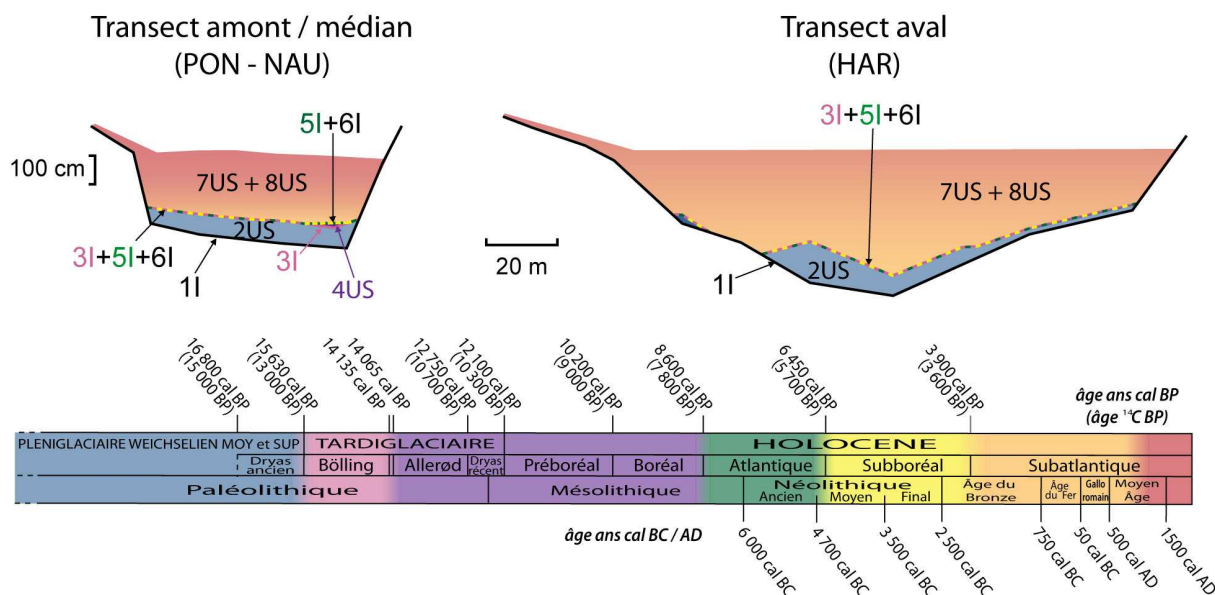 Transect amont / médian
(PON - NAU)
Transect aval
(HAR)
5I+6I
3I+5I+6I
100 cm
7US + 8US
7US + 8US
2US
3I+5I+6I
3I
1I
4US
20 m
1I
2US
16 800 cal BP
(15 000 BP)
15 630 cal BP
(13 000 BP)
14 135 cal BP
14 065 cal BP
12 750 cal BP
(10 700 BP)
12 100 cal BP
(10 300 BP)
10 200 cal BP
(9 000 BP)
8 600 cal BP
(7 800 BP)
6 450 cal BP
(5 700 BP)
3 900 cal BP
(3 600 BP)
âge ans cal BP
(âge ¹⁴C BP)
PLENIGLACIAIRE WEICHSELIEN MOY et SUP
TARDIGLACIAIRE
HOLOCENE
Dryas
ancien
Bölling
Allerød
Dryas
récent
Préboréal
Boréal
Atlantique
Subboréal
Subatlantique
Paléolithique
Mésolithique
Néolithique
Ancien
Moyen
Final
Âge du
Bronze
Âge
du Fer
Gallo
romain
Moyen
Âge
âge ans cal BC / AD
6 000 cal BC
4 700 cal BC
3 500 cal BC
2 500 cal BC
750 cal BC
50 cal BC
500 cal AD
1500 cal AD